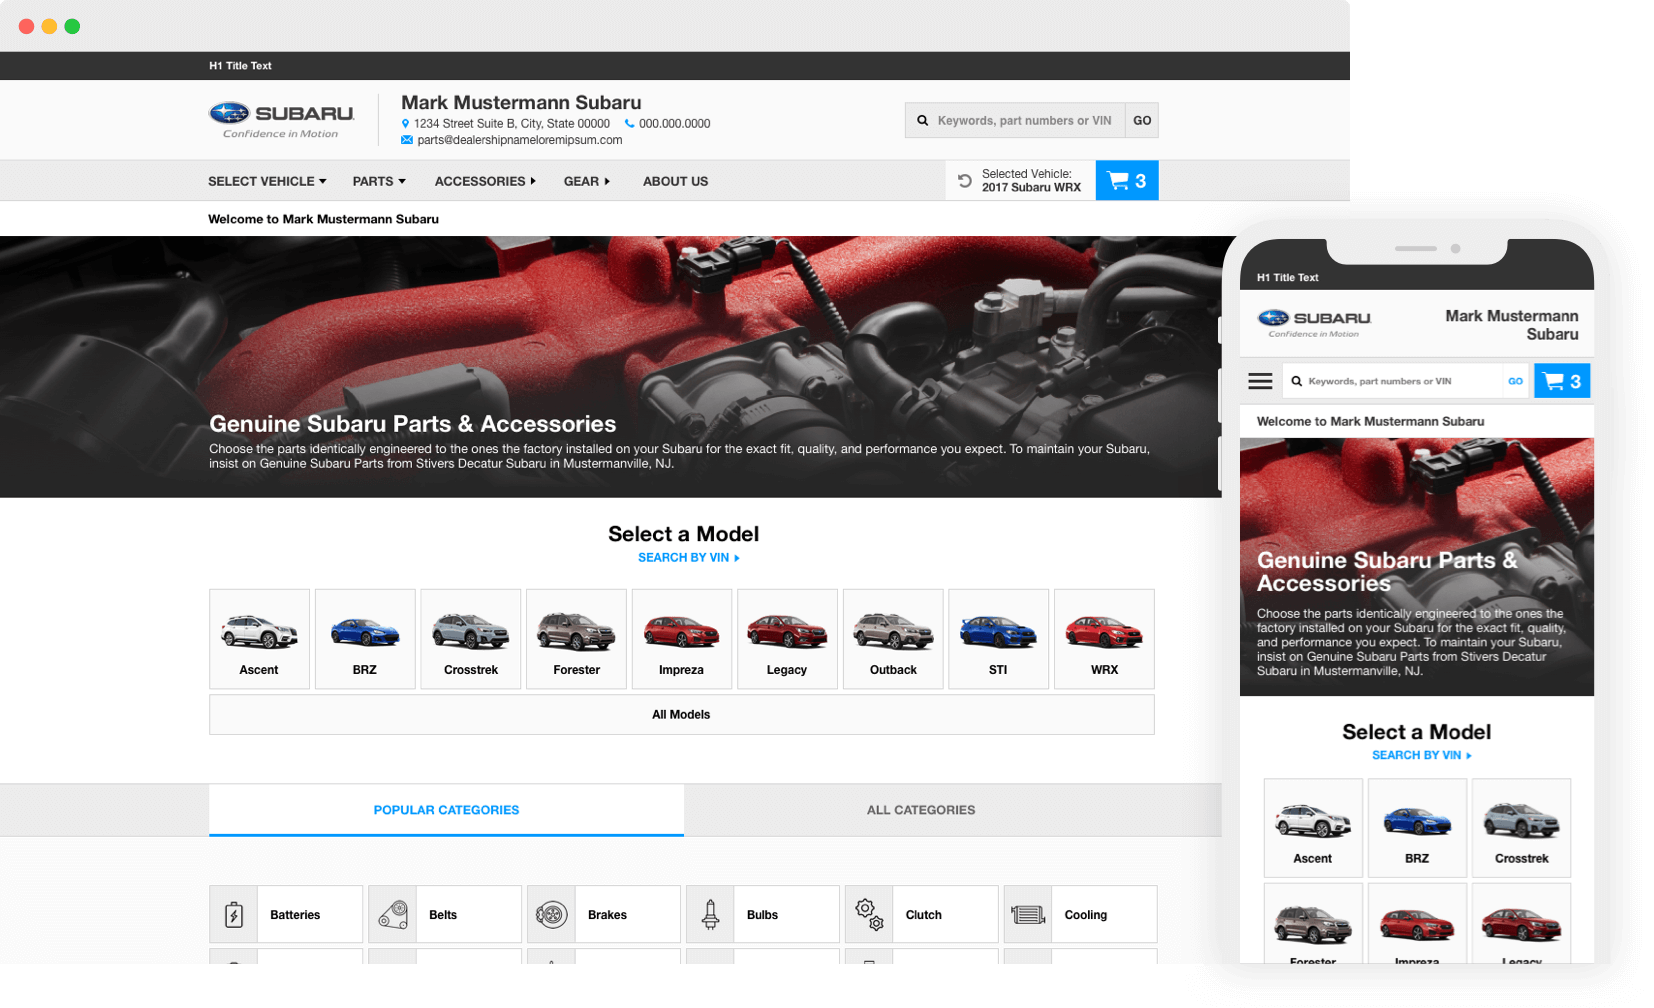 H1 Title Text
SUBARU
Confidence in Motion
Mark Mustermann Subaru
1234 Street Suite B, City, State 00000 000.000.0000
parts@dealershipnameloremipsum.com
Keywords, part numbers or VIN GO
SELECT VEHICLE PARTS ACCESSORIES GEAR ABOUT US
Selected Vehicle:
2017 Subaru WRX
3
Welcome to Mark Mustermann Subaru
Genuine Subaru Parts & Accessories
Choose the parts identically engineered to the ones the factory installed on your Subaru for the exact fit, quality, and performance you expect. To maintain your Subaru,
insist on Genuine Subaru Parts from Stivers Decatur Subaru in Mustermanville, NJ.
Select a Model
SEARCH BY VIN
Ascent BRZ Crosstrek Forester Impreza Legacy Outback STI WRX
All Models
POPULAR CATEGORIES ALL CATEGORIES
Batteries Belts Brakes Bulbs Clutch Cooling
H1 Title Text
SUBARU
Confidence in Motion
Mark Mustermann
Subaru
Keywords, part numbers or VIN GO 3
Welcome to Mark Mustermann Subaru
Genuine Subaru Parts &
Accessories
Choose the parts identically engineered to the ones the
factory installed on your Subaru for the exact fit, quality,
and performance you expect. To maintain your Subaru,
insist on Genuine Subaru Parts from Stivers Decatur
Subaru in Mustermanville, NJ.
Select a Model
SEARCH BY VIN
Ascent BRZ Crosstrek
Forester Impreza Legacy